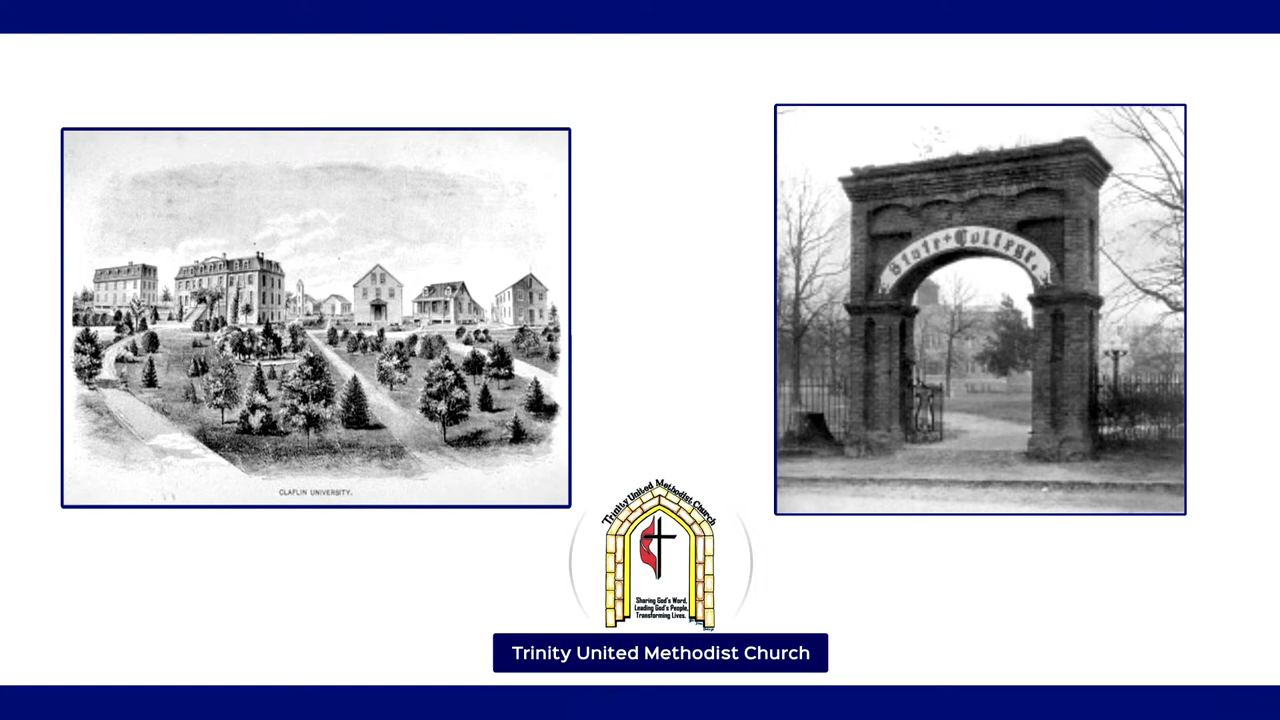 State College.
CLAFLIN UNIVERSITY.
Trinity United Methodist Church
Sharing God's Word,
Leading God's People,
Transforming Lives.
Trinity United Methodist Church